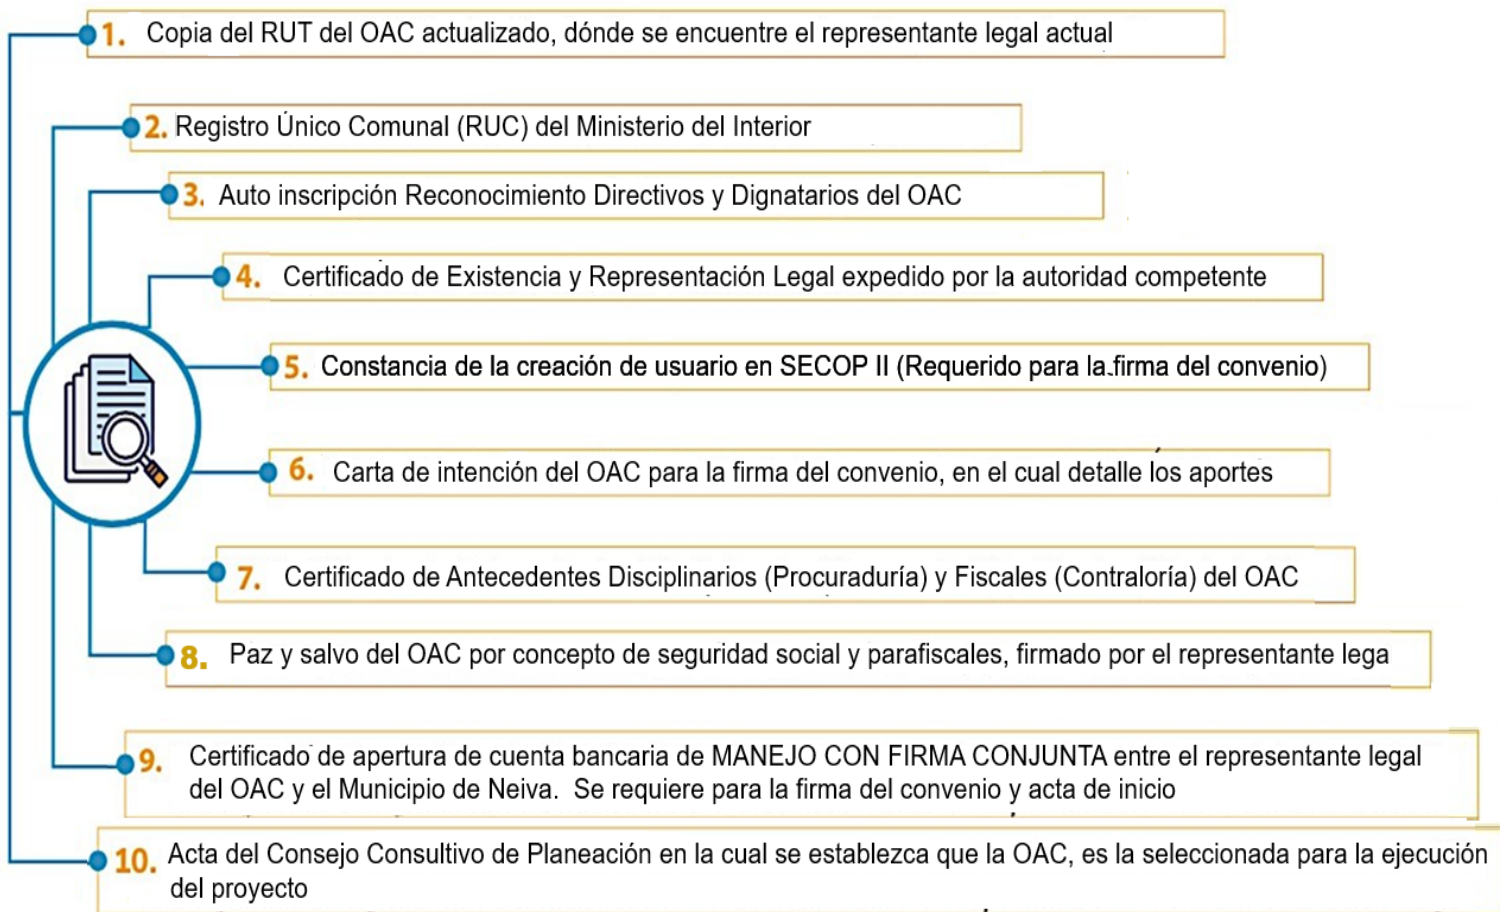 1. Copia del RUT del OAC actualizado, dónde se encuentre el representante legal actual
2. Registro Único Comunal (RUC) del Ministerio del Interior
3. Auto inscripción Reconocimiento Directivos y Dignatarios del OAC
4. Certificado de Existencia y Representación Legal expedido por la autoridad competente
5. Constancia de la creación de usuario en SECOP II (Requerido para la firma del convenio)
6. Carta de intención del OAC para la firma del convenio, en el cual detalle los aportes
7. Certificado de Antecedentes Disciplinarios (Procuraduría) y Fiscales (Contraloría) del OAC
8. Paz y salvo del OAC por concepto de seguridad social y parafiscales, firmado por el representante lega
9. Certificado de apertura de cuenta bancaria de MANEJO CON FIRMA CONJUNTA entre el representante legal
del OAC y el Municipio de Neiva. Se requiere para la firma del convenio y acta de inicio
10. Acta del Consejo Consultivo de Planeación en la cual se establezca que la OAC, es la seleccionada para la ejecución
del proyecto